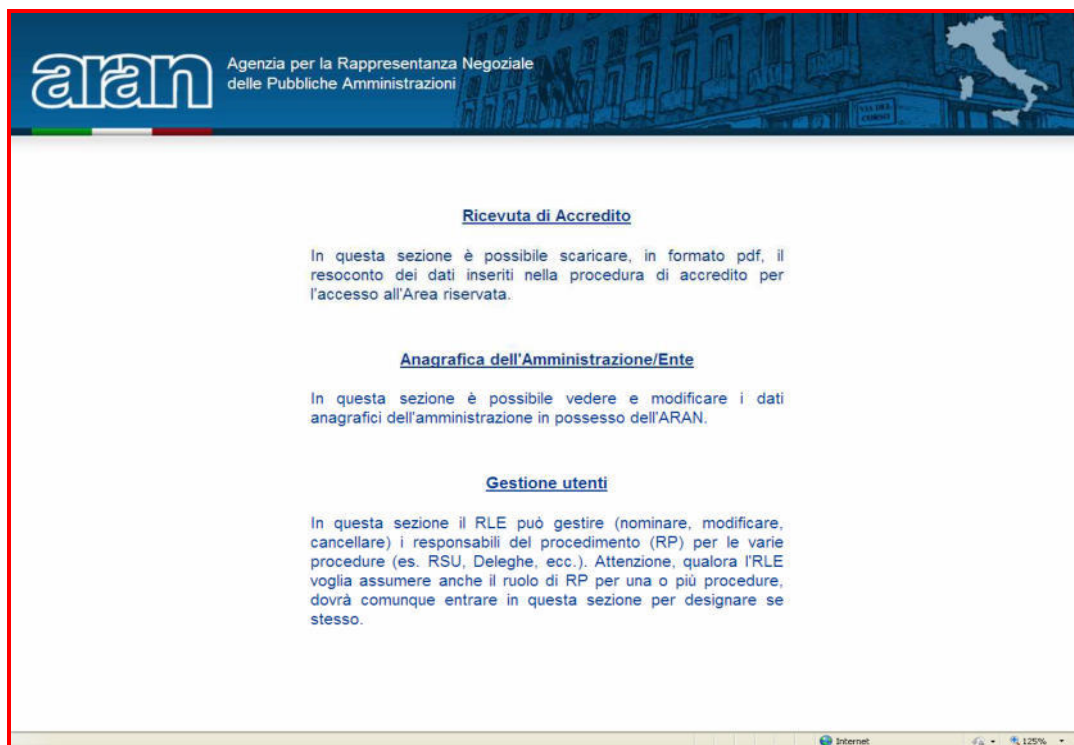 aran
Agenzia per la Rappresentanza Negoziale
delle Pubbliche Amministrazioni
VIA DEL
CORSO
Ricevuta di Accredito
In questa sezione è possibile scaricare, in formato pdf, il
resoconto dei dati inseriti nella procedura di accredito per
l'accesso all'Area riservata.
Anagrafica dell'Amministrazione/Ente
In questa sezione è possibile vedere e modificare i dati
anagrafici dell'amministrazione in possesso dell'ARAN.
Gestione utenti
In questa sezione il RLE può gestire (nominare, modificare,
cancellare) i responsabili del procedimento (RP) per le varie
procedure (es. RSU, Deleghe, ecc.). Attenzione, qualora l'RLE
voglia assumere anche il ruolo di RP per una o più procedure,
dovrà comunque entrare in questa sezione per designare se
stesso.
Internet
125%